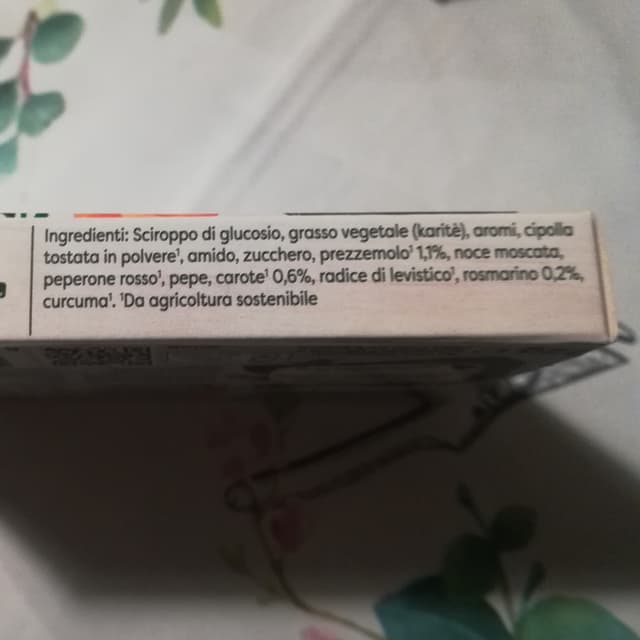 Ingredienti: Sciroppo di glucosio, grasso vegetale (karitè), aromi, cipolla
tostata in polvere¹, amido, zucchero, prezzemolo¹ 1,1%, noce moscata,
peperone rosso¹, pepe, carote¹ 0,6%, radice di levistico¹, rosmarino 0,2%,
curcuma¹. ¹Da agricoltura sostenibile